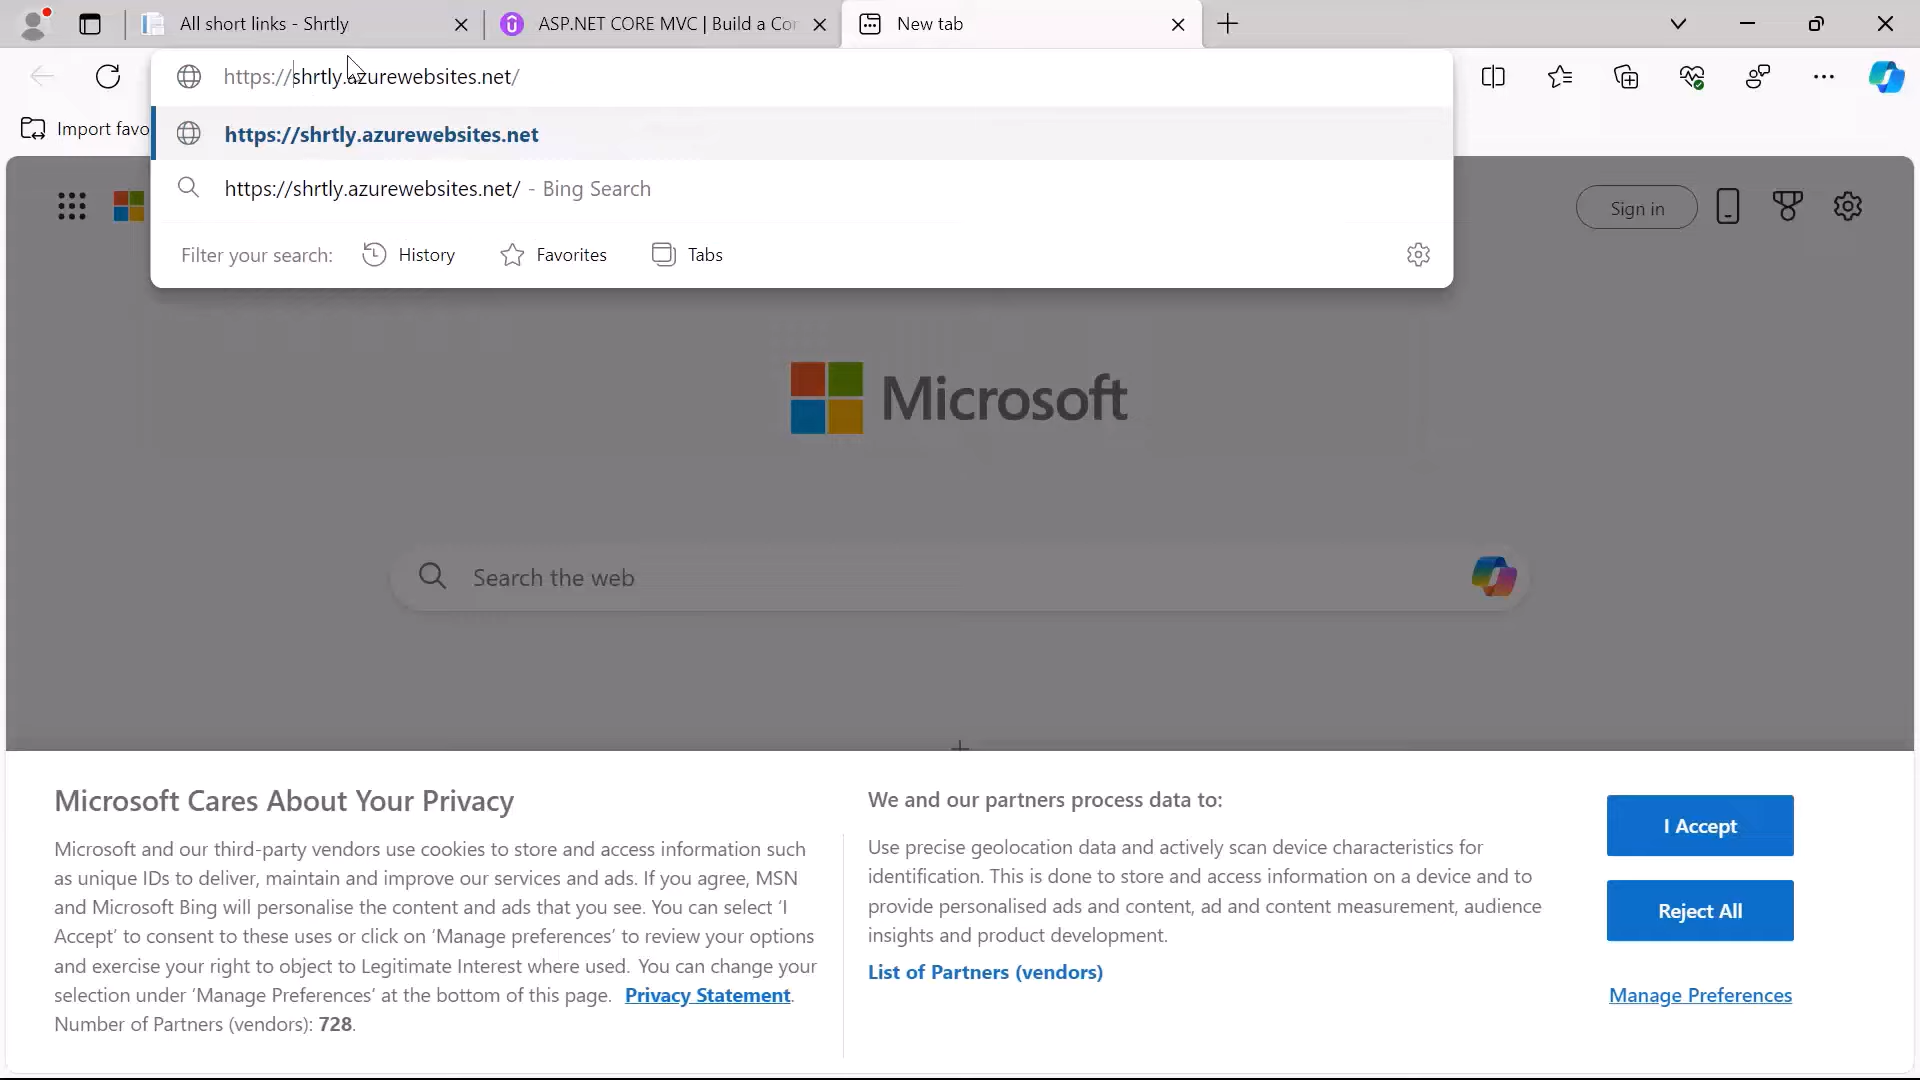 All short links - Shrtly
ASP.NET CORE MVC | Build a Co
New tab
https://shrtly.azurewebsites.net/
Import favo
https://shrtly.azurewebsites.net
https://shrtly.azurewebsites.net/ - Bing Search
Filter your search: History Favorites Tabs
Sign in
Microsoft
Search the web
Microsoft Cares About Your Privacy
Microsoft and our third-party vendors use cookies to store and access information such
as unique IDs to deliver, maintain and improve our services and ads. If you agree, MSN
and Microsoft Bing will personalise the content and ads that you see. You can select ‘I
Accept’ to consent to these uses or click on ‘Manage preferences’ to review your options
and exercise your right to object to Legitimate Interest where used. You can change your
selection under ‘Manage Preferences’ at the bottom of this page. Privacy Statement.
Number of Partners (vendors): 728.
We and our partners process data to:
Use precise geolocation data and actively scan device characteristics for
identification. This is done to store and access information on a device and to
provide personalised ads and content, ad and content measurement, audience
insights and product development.
List of Partners (vendors)
I Accept
Reject All
Manage Preferences